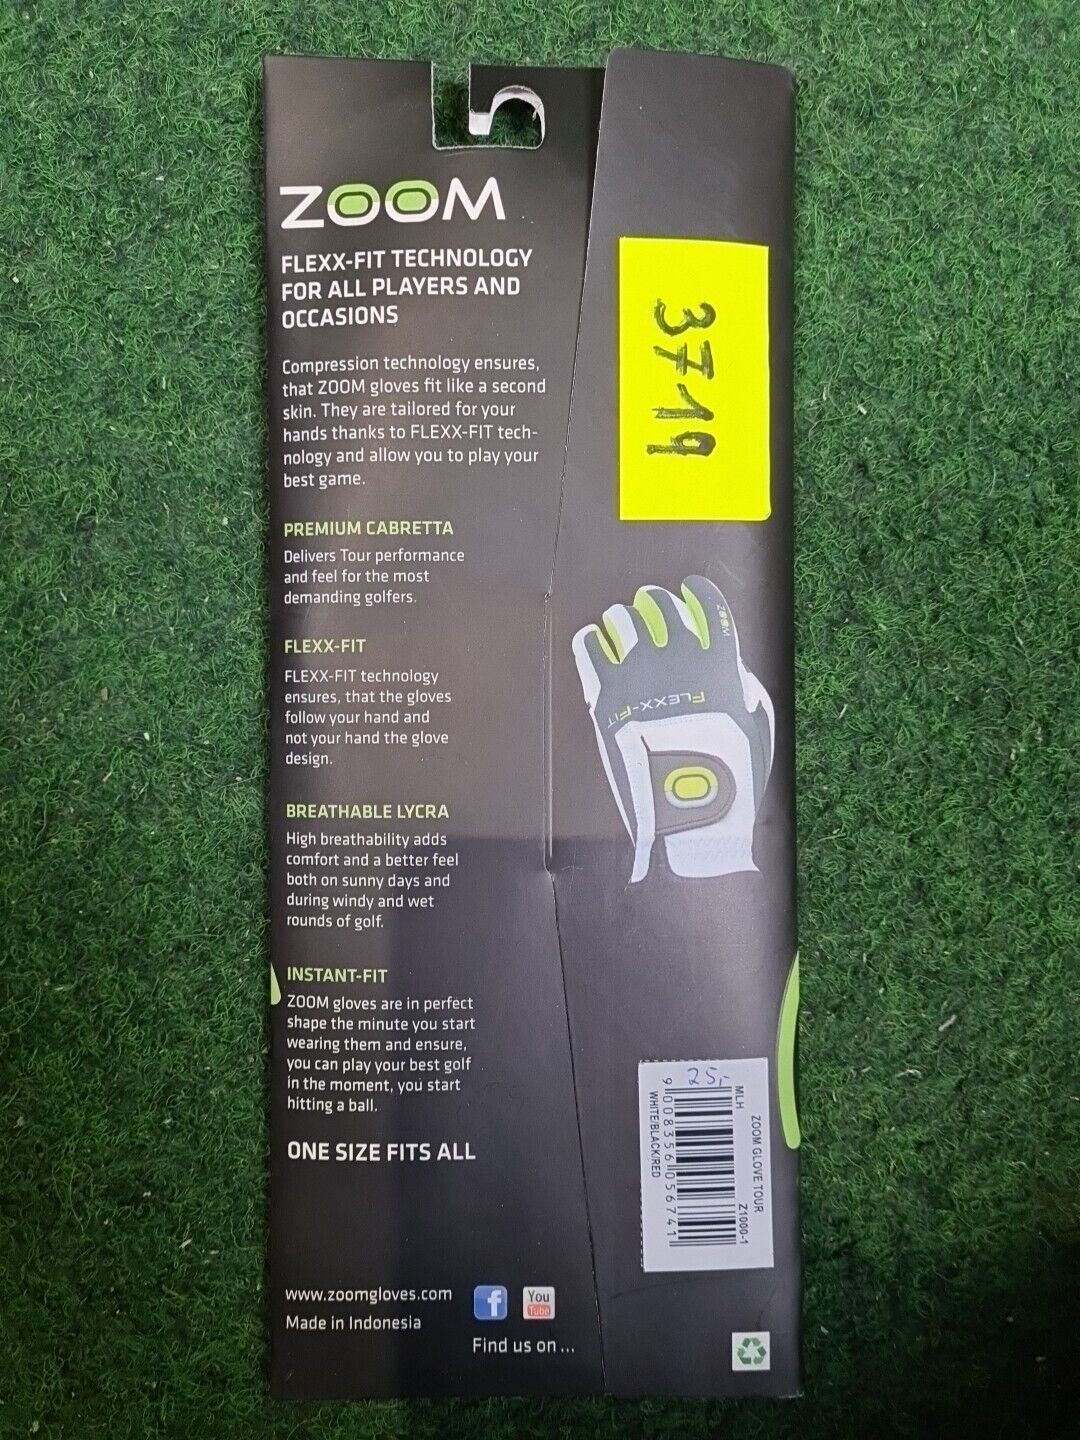 ZOOM
FLEXX-FIT TECHNOLOGY
FOR ALL PLAYERS AND
OCCASIONS
Compression technology ensures,
that ZOOM gloves fit like a second
skin. They are tailored for your
hands thanks to FLEXX-FIT tech-
nology and allow you to play your
best game.
PREMIUM CABRETTA
Delivers Tour performance
and feel for the most
demanding golfers.
FLEXX-FIT
FLEXX-FIT technology
ensures, that the gloves
follow your hand and
not your hand the glove
design.
BREATHABLE LYCRA
High breathability adds
comfort and a better feel
both on sunny days and
during windy and wet
rounds of golf.
INSTANT-FIT
ZOOM gloves are in perfect
shape the minute you start
wearing them and ensure,
you can play your best golf
in the moment, you start
hitting a ball.
ONE SIZE FITS ALL
www.zoomgloves.com
Made in Indonesia
f
You
Tube
Find us on ...
3719
ZOOM
FLEXX-FIT
ZOOM GLOVE TOUR
Z1000-1
MLH
25,-
9 008356 056741
WHITE/BLACK/RED